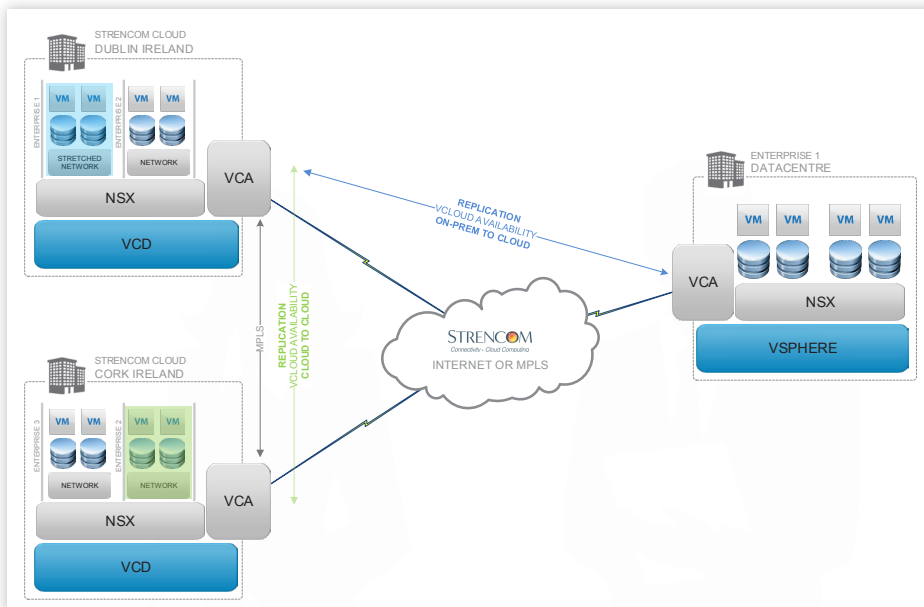 STRENCOM CLOUD
DUBLIN IRELAND
ENTERPRISE 1
VM VM
STRETCHED
NETWORK
ENTERPRISE 2
VM VM
NETWORK
NSX
VCD
VCA
MPLS
REPLICATION
VCLOUD AVAILABILITY
CLOUD TO CLOUD
REPLICATION
VCLOUD AVAILABILITY
ON-PREM TO CLOUD
STRENCOM
Connectivity - Cloud Computing
INTERNET OR MPLS
ENTERPRISE 1
DATACENTRE
VM VM VM VM
VCA
NSX
VSPHERE
STRENCOM CLOUD
CORK IRELAND
ENTERPRISE 3
VM VM
NETWORK
ENTERPRISE 2
VM VM
NETWORK
NSX
VCD
VCA